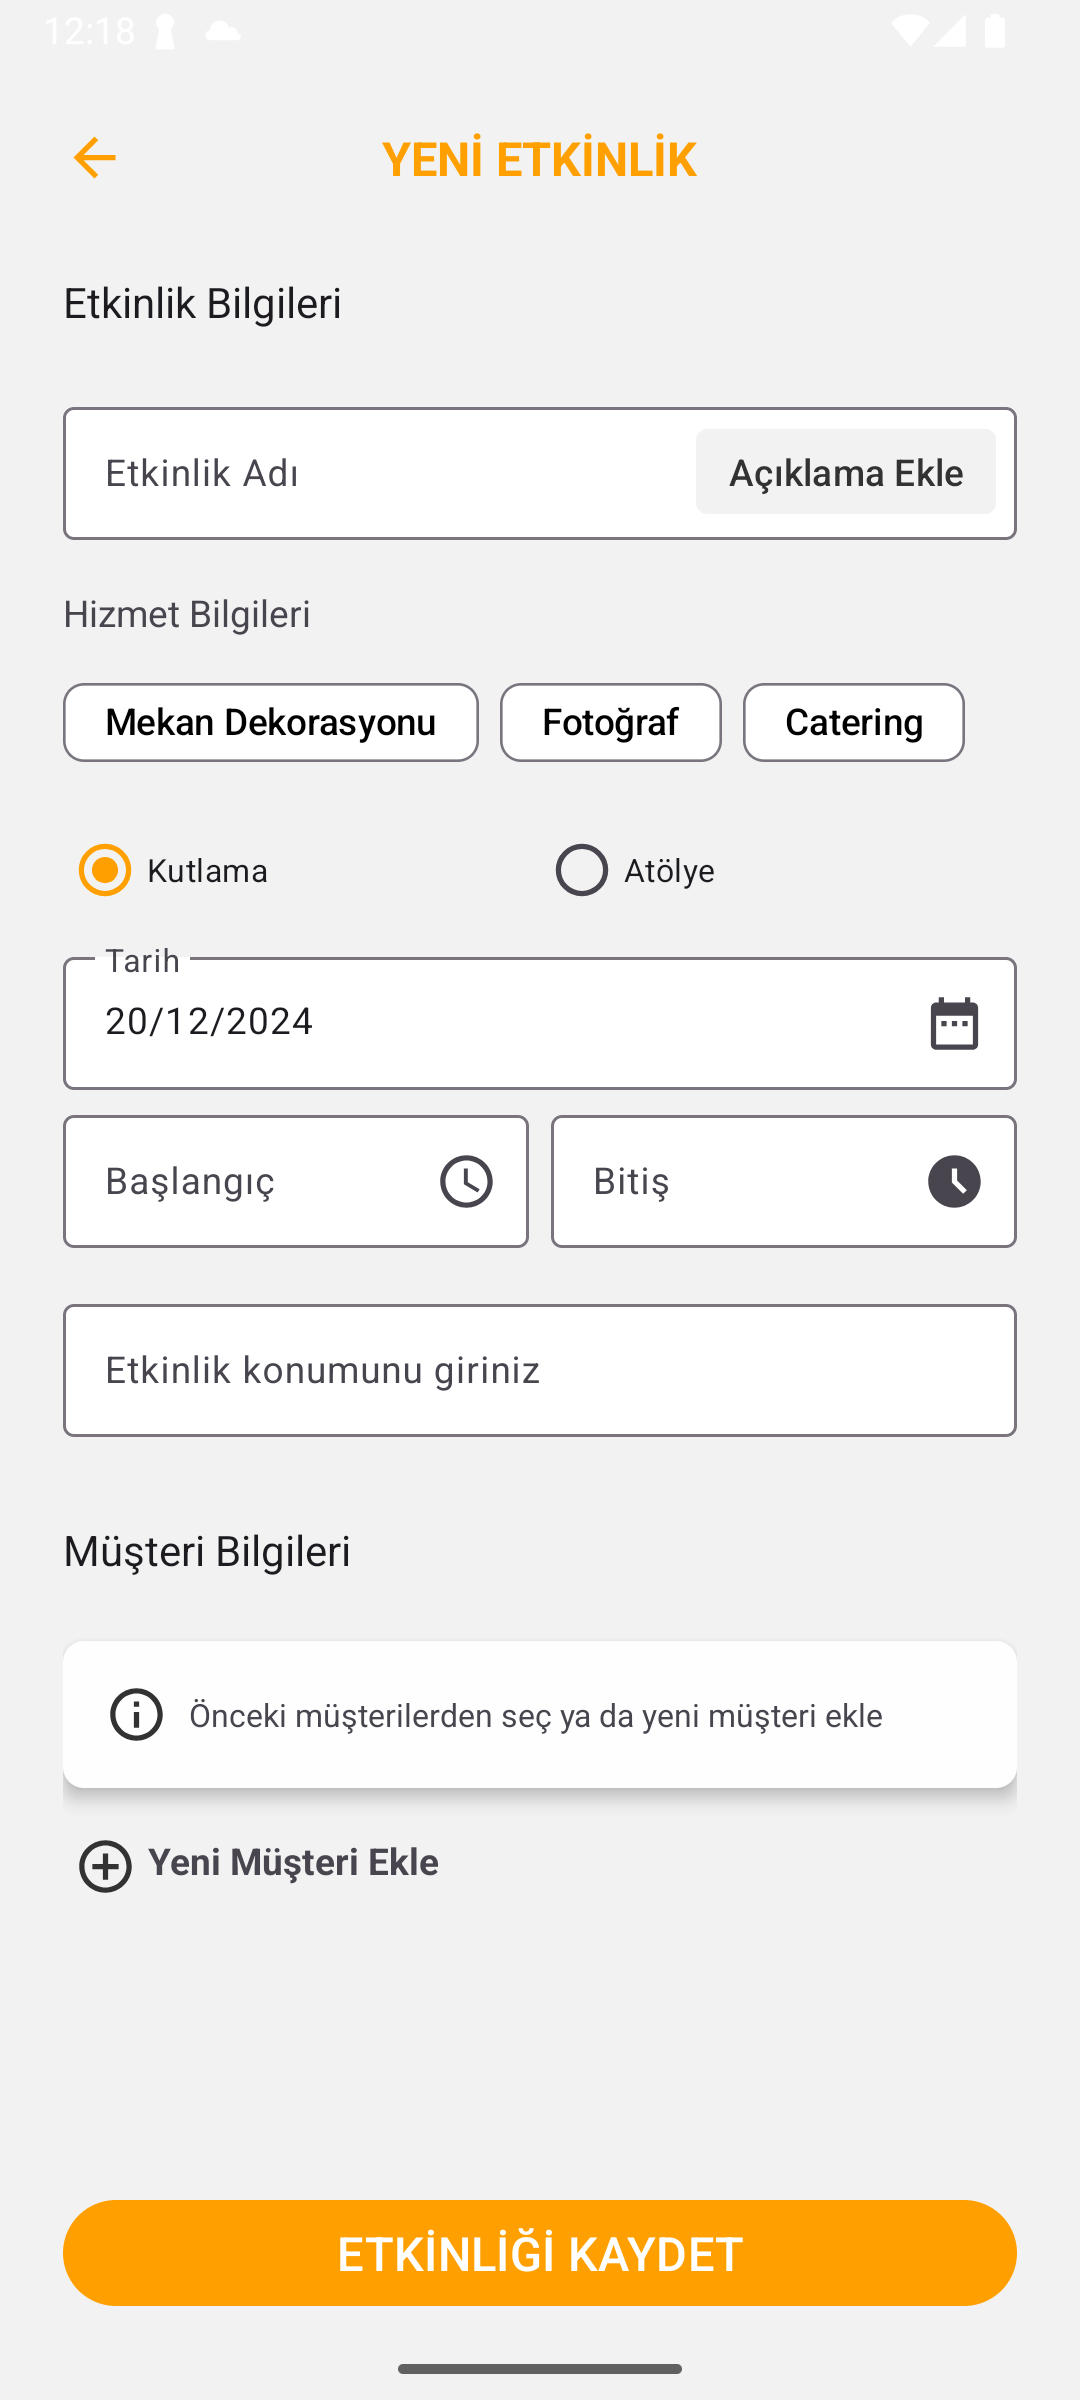 12:18
YENİ ETKİNLİK
Etkinlik Bilgileri
Etkinlik Adı
Açıklama Ekle
Hizmet Bilgileri
Mekan Dekorasyonu
Fotoğraf
Catering
Kutlama
Atölye
Tarih
20/12/2024
Başlangıç
Bitiş
Etkinlik konumunu giriniz
Müşteri Bilgileri
Önceki müşterilerden seç ya da yeni müşteri ekle
Yeni Müşteri Ekle
ETKİNLİĞİ KAYDET